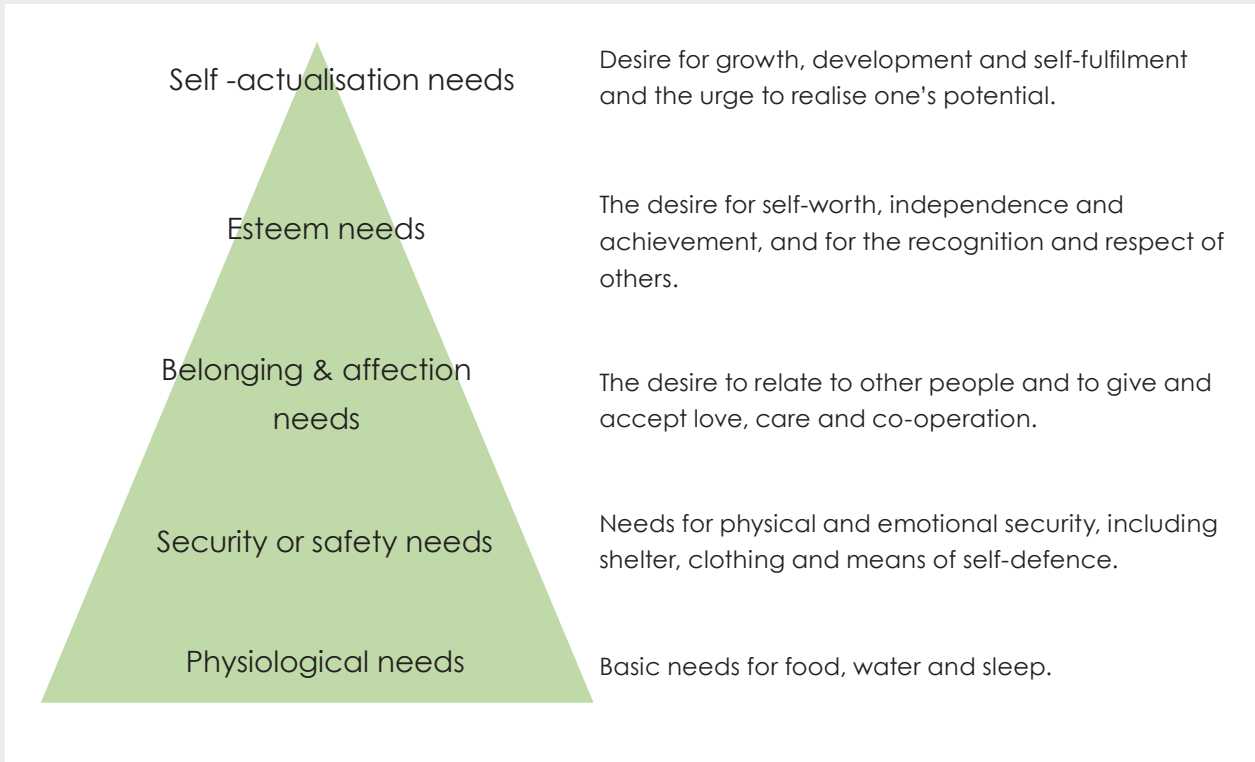 Self -actualisation needs
Desire for growth, development and self-fulfilment
and the urge to realise one's potential.
Esteem needs
The desire for self-worth, independence and
achievement, and for the recognition and respect of
others.
Belonging & affection
needs
The desire to relate to other people and to give and
accept love, care and co-operation.
Security or safety needs
Needs for physical and emotional security, including
shelter, clothing and means of self-defence.
Physiological needs
Basic needs for food, water and sleep.